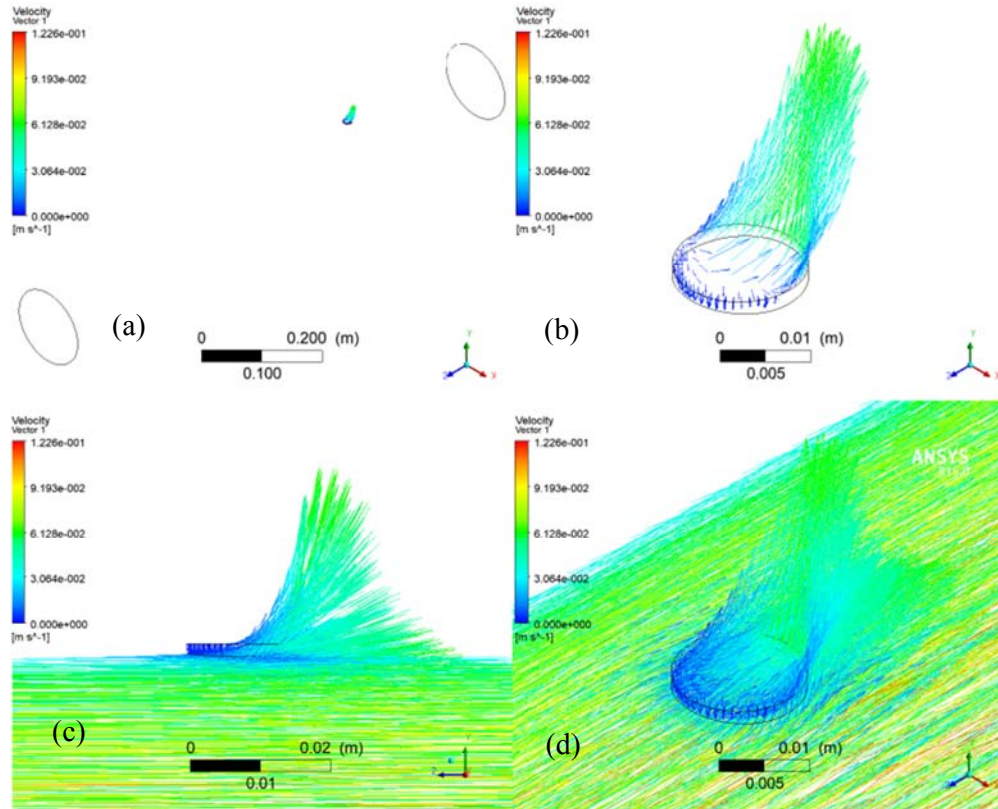 Velocity
Vector 1
1.226e-001
9.193e-002
6.128e-002
3.064e-002
0.000e+000
[m s^-1]
(a)
0 0.200 (m)
0.100
Y
Z X
Velocity
Vector 1
1.226e-001
9.193e-002
6.128e-002
3.064e-002
0.000e+000
[m s^-1]
(b)
0 0.01 (m)
0.005
Y
Z X
Velocity
Vector 1
1.226e-001
9.193e-002
6.128e-002
3.064e-002
0.000e+000
[m s^-1]
(c)
0 0.02 (m)
0.01
Y
Z
Velocity
Vector 1
1.226e-001
9.193e-002
6.128e-002
3.064e-002
0.000e+000
[m s^-1]
ANSYS
(d)
0 0.01 (m)
0.005